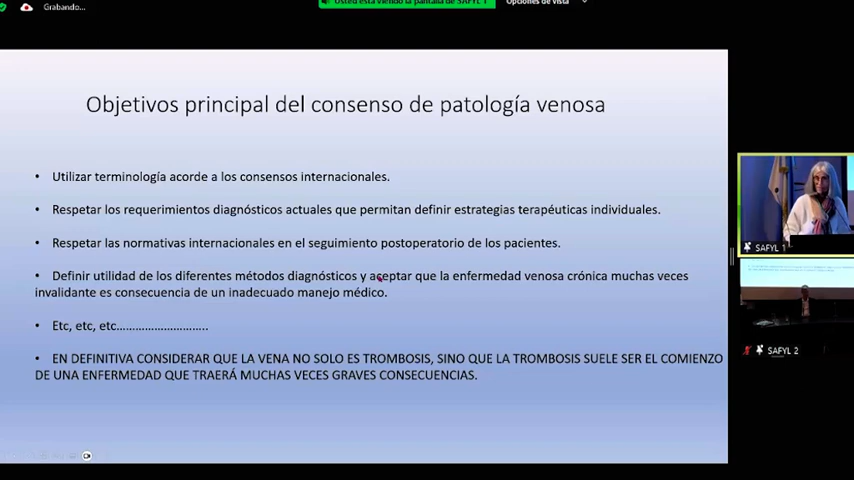 Grabando...
Usted está viendo la pantalla de SAFYL 1
Opciones de vista
Objetivos principal del consenso de patología venosa
• Utilizar terminología acorde a los consensos internacionales.
• Respetar los requerimientos diagnósticos actuales que permitan definir estrategias terapéuticas individuales.
• Respetar las normativas internacionales en el seguimiento postoperatorio de los pacientes.
• Definir utilidad de los diferentes métodos diagnósticos y aceptar que la enfermedad venosa crónica muchas veces
invalidante es consecuencia de un inadecuado manejo médico.
• Etc, etc, etc………………………..
• EN DEFINITIVA CONSIDERAR QUE LA VENA NO SOLO ES TROMBOSIS, SINO QUE LA TROMBOSIS SUELE SER EL COMIENZO
DE UNA ENFERMEDAD QUE TRAERÁ MUCHAS VECES GRAVES CONSECUENCIAS.
SAFYL 1
SAFYL 2